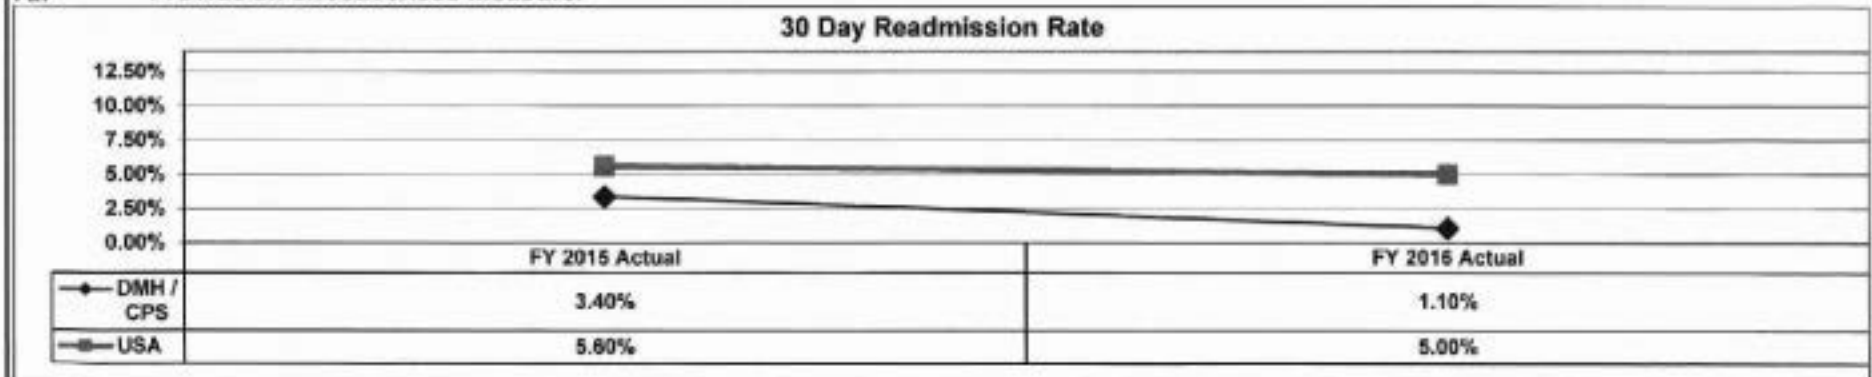 30 Day Readmission Rate
12.50%
10.00%
7.50%
5.00%
2.50%
0.00%
FY 2015 Actual FY 2016 Actual
DMH / CPS 3.40% 1.10%
USA 5.60% 5.00%